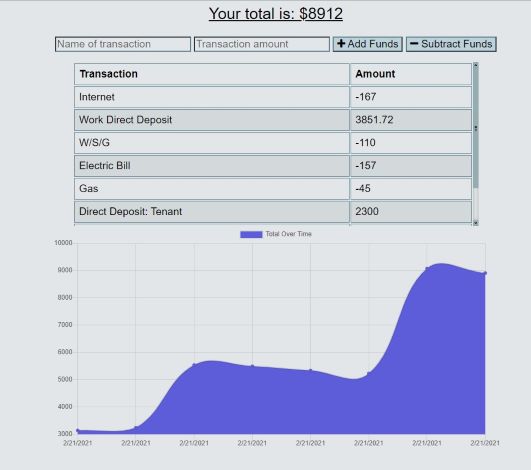 Your total is: $8912
Name of transaction Transaction amount + Add Funds − Subtract Funds
Transaction Amount
Internet -167
Work Direct Deposit 3851.72
W/S/G -110
Electric Bill -157
Gas -45
Direct Deposit: Tenant 2300
Total Over Time
10000
9000
8000
7000
6000
5000
4000
3000
2/21/2021 2/21/2021 2/21/2021 2/21/2021 2/21/2021 2/21/2021 2/21/2021 2/21/2021